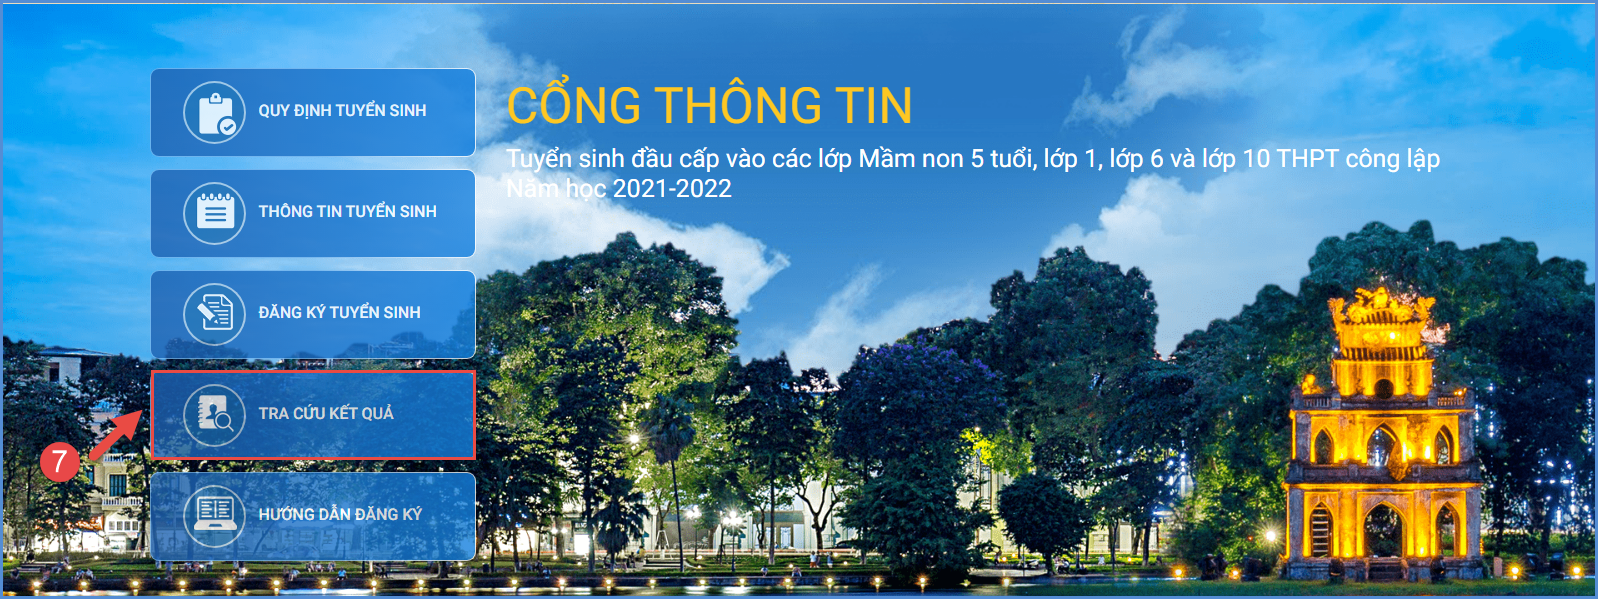 QUY ĐỊNH TUYỂN SINH
THÔNG TIN TUYỂN SINH
ĐĂNG KÝ TUYỂN SINH
TRA CỨU KẾT QUẢ
7
HƯỚNG DẪN ĐĂNG KÝ
CỔNG THÔNG TIN
Tuyển sinh đầu cấp vào các lớp Mầm non 5 tuổi, lớp 1, lớp 6 và lớp 10 THPT công lập
Năm học 2021-2022